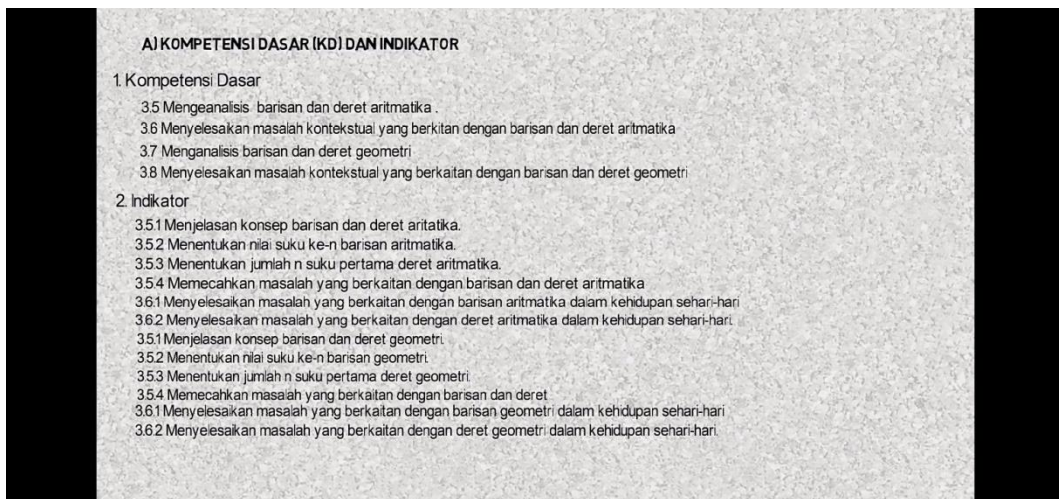 A) KOMPETENSI DASAR (KD) DAN INDIKATOR
1. Kompetensi Dasar
3.5 Mengeanalisis barisan dan deret aritmatika .
3.6 Menyelesaikan masalah kontekstual yang berkitan dengan barisan dan deret aritmatika
3.7 Menganalisis barisan dan deret geometri
3.8 Menyelesaikan masalah kontekstual yang berkaitan dengan barisan dan deret geometri
2. Indikator
3.5.1 Menjelasan konsep barisan dan deret aritatika.
3.5.2 Menentukan nilai suku ke-n barisan aritmatika.
3.5.3 Menentukan jumlah n suku pertama deret aritmatika.
3.5.4 Memecahkan masalah yang berkaitan dengan barisan dan deret aritmatika
3.6.1 Menyelesaikan masalah yang berkaitan dengan barisan aritmatika dalam kehidupan sehari-hari
3.6.2 Menyelesaikan masalah yang berkaitan dengan deret aritmatika dalam kehidupan sehari-hari.
3.5.1 Menjelasan konsep barisan dan deret geometri.
3.5.2 Menentukan nilai suku ke-n barisan geometri.
3.5.3 Menentukan jumlah n suku pertama deret geometri.
3.5.4 Memecahkan masalah yang berkaitan dengan barisan dan deret
3.6.1 Menyelesaikan masalah yang berkaitan dengan barisan geometri dalam kehidupan sehari-hari
3.6.2 Menyelesaikan masalah yang berkaitan dengan deret geometri dalam kehidupan sehari-hari.